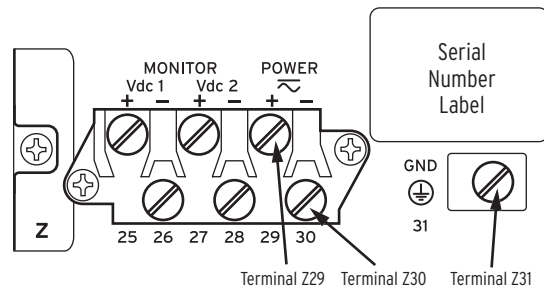 MONITOR POWER
Vdc 1 Vdc 2
+ − + − + −
Serial
Number
Label
GND
31
Z
25 26 27 28 29 30
Terminal Z29 Terminal Z30 Terminal Z31